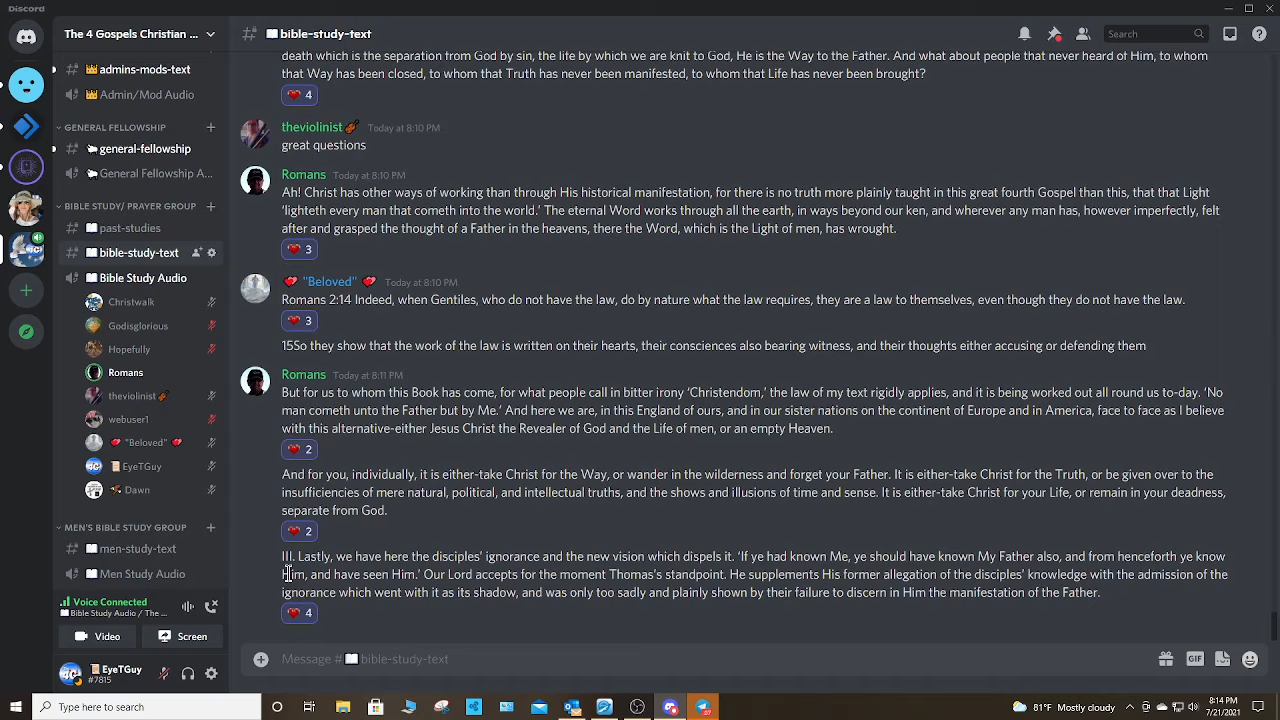 Discord
The 4 Gospels Christian ...
bible-study-text
Search
admins-mods-text
Admin/Mod Audio
GENERAL FELLOWSHIP
general-fellowship
General Fellowship A...
BIBLE STUDY/ PRAYER GROUP
past-studies
bible-study-text
Bible Study Audio
Christwalk
Godisglorious
Hopefully
Romans
theviolinist
webuser1
"Beloved"
EyeTGuy
Dawn
MEN'S BIBLE STUDY GROUP
men-study-text
Men Study Audio
Voice Connected
Bible Study Audio / The ...
Video
Screen
EyeTGuy
#7815
death which is the separation from God by sin, the life by which we are knit to God, He is the Way to the Father. And what about people that never heard of Him, to whom
that Way has been closed, to whom that Truth has never been manifested, to whom that Life has never been brought?
4
theviolinist Today at 8:10 PM
great questions
Romans Today at 8:10 PM
Ah! Christ has other ways of working than through His historical manifestation, for there is no truth more plainly taught in this great fourth Gospel than this, that that Light
‘lighteth every man that cometh into the world.’ The eternal Word works through all the earth, in ways beyond our ken, and wherever any man has, however imperfectly, felt
after and grasped the thought of a Father in the heavens, there the Word, which is the Light of men, has wrought.
3
"Beloved" Today at 8:10 PM
Romans 2:14 Indeed, when Gentiles, who do not have the law, do by nature what the law requires, they are a law to themselves, even though they do not have the law.
3
15So they show that the work of the law is written on their hearts, their consciences also bearing witness, and their thoughts either accusing or defending them
Romans Today at 8:11 PM
But for us to whom this Book has come, for what people call in bitter irony ‘Christendom,’ the law of my text rigidly applies, and it is being worked out all round us to-day. ‘No
man cometh unto the Father but by Me.’ And here we are, in this England of ours, and in our sister nations on the continent of Europe and in America, face to face as I believe
with this alternative-either Jesus Christ the Revealer of God and the Life of men, or an empty Heaven.
2
And for you, individually, it is either-take Christ for the Way, or wander in the wilderness and forget your Father. It is either-take Christ for the Truth, or be given over to the
insufficiencies of mere natural, political, and intellectual truths, and the shows and illusions of time and sense. It is either-take Christ for your Life, or remain in your deadness,
separate from God.
2
III. Lastly, we have here the disciples’ ignorance and the new vision which dispels it. ‘If ye had known Me, ye should have known My Father also, and from henceforth ye know
Him, and have seen Him.’ Our Lord accepts for the moment Thomas’s standpoint. He supplements His former allegation of the disciples’ knowledge with the admission of the
ignorance which went with it as its shadow, and was only too sadly and plainly shown by their failure to discern in Him the manifestation of the Father.
4
Message # bible-study-text
GIF
Type here to search
81°F Mostly cloudy
8:14 PM
7/21/2021